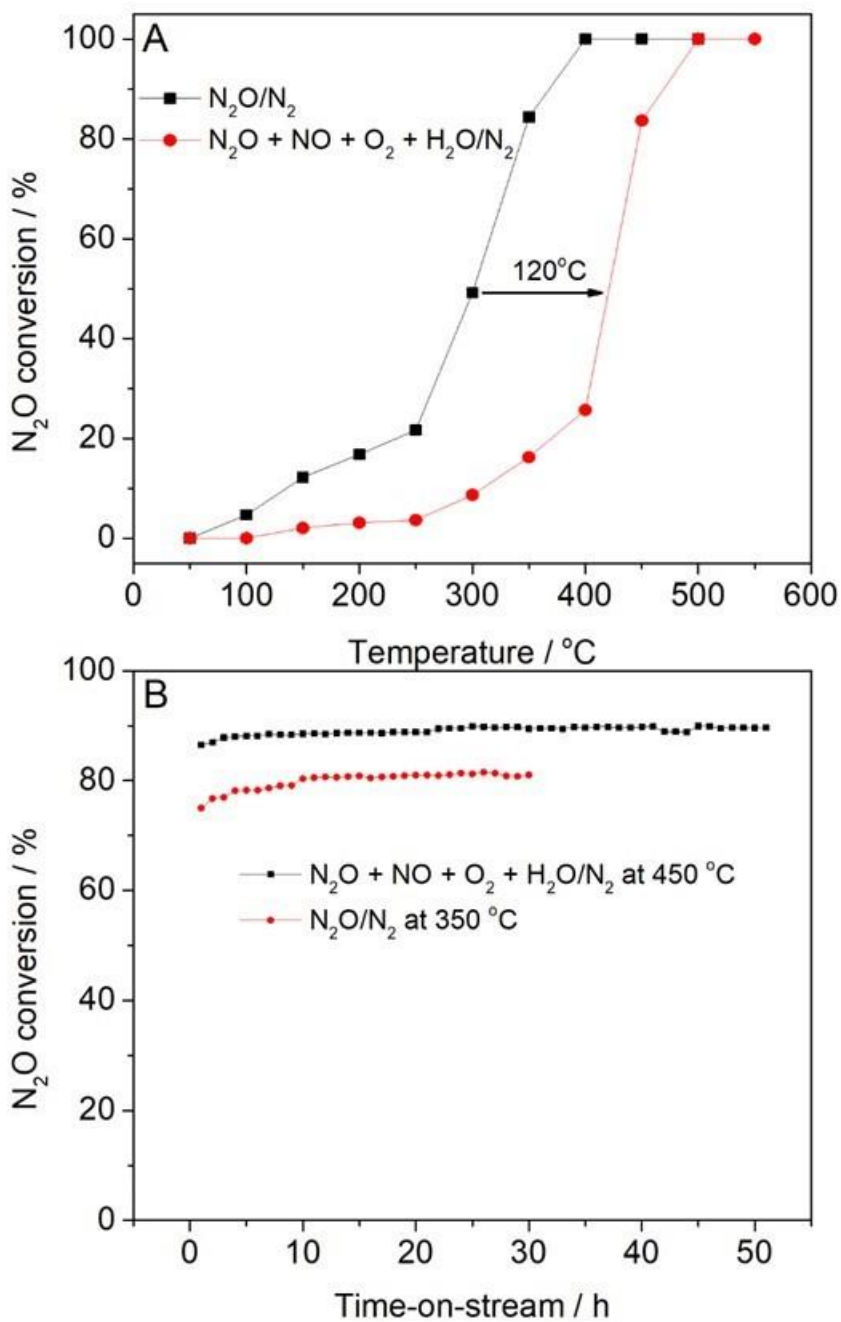 A
N₂O/N₂
N₂O + NO + O₂ + H₂O/N₂
120°C
N₂O conversion / %
100
80
60
40
20
0
100
200
300
400
500
600
Temperature / °C
B
N₂O + NO + O₂ + H₂O/N₂ at 450 °C
N₂O/N₂ at 350 °C
N₂O conversion / %
100
80
60
40
20
0
0
10
20
30
40
50
Time-on-stream / h